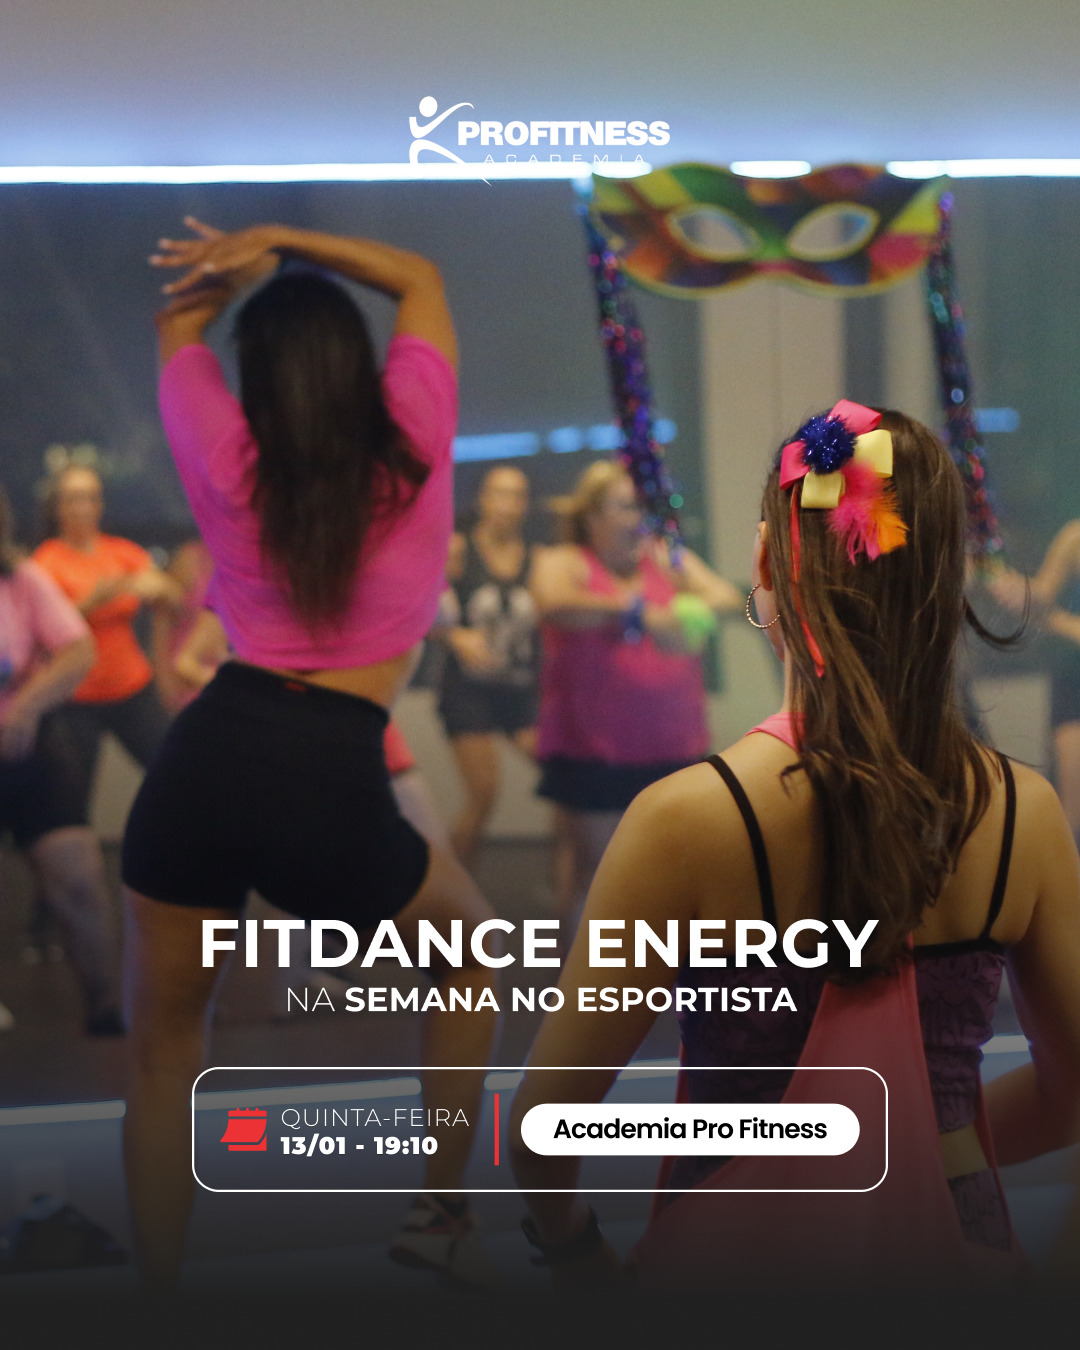 PROFITNESS
ACADEMIA
FITDANCE ENERGY
NA SEMANA NO ESPORTISTA
QUINTA-FEIRA
13/01 - 19:10
Academia Pro Fitness